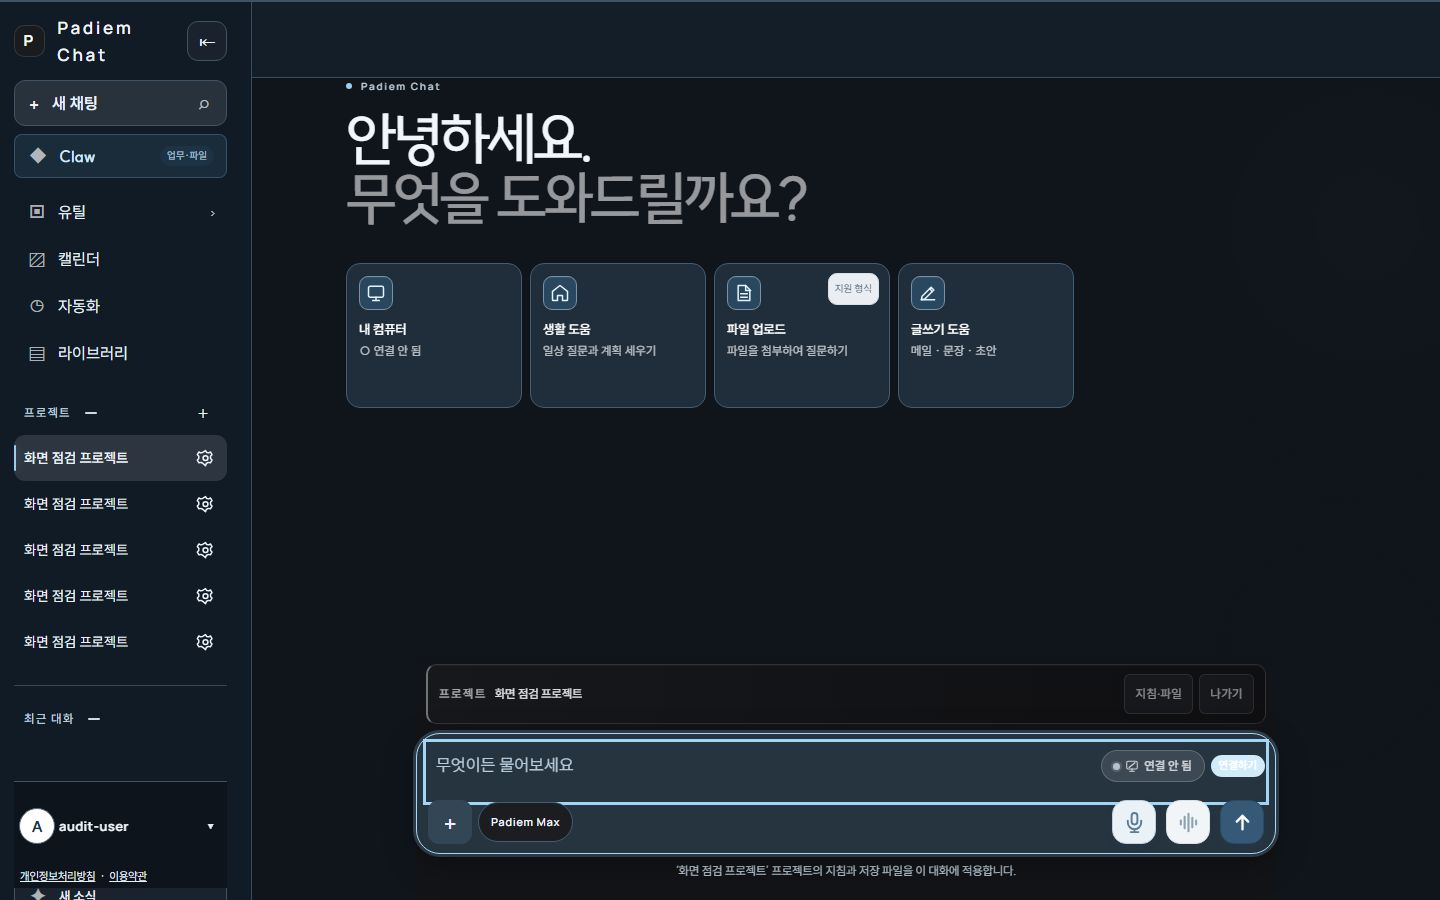 P
Padiem
Chat
+ 새 채팅
Claw 업무·파일
유틸
캘린더
자동화
라이브러리
프로젝트
화면 점검 프로젝트
화면 점검 프로젝트
화면 점검 프로젝트
화면 점검 프로젝트
화면 점검 프로젝트
최근 대화
A audit-user
개인정보처리방침 · 이용약관
새 소식
Padiem Chat
안녕하세요.
무엇을 도와드릴까요?
내 컴퓨터
연결 안 됨
생활 도움
일상 질문과 계획 세우기
지원 형식
파일 업로드
파일을 첨부하여 질문하기
글쓰기 도움
메일 · 문장 · 초안
프로젝트 화면 점검 프로젝트 지침·파일 나가기
무엇이든 물어보세요 연결 안 됨 연결하기
+ Padiem Max
'화면 점검 프로젝트' 프로젝트의 지침과 저장 파일을 이 대화에 적용합니다.